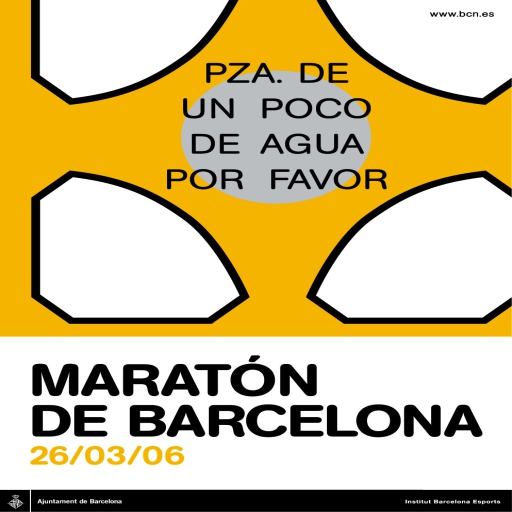 www.bcn.es
PZA. DE
UN POCO
DE AGUA
POR FAVOR
MARATÓN
DE BARCELONA
26/03/06
Ajuntament de Barcelona
Institut Barcelona Esports